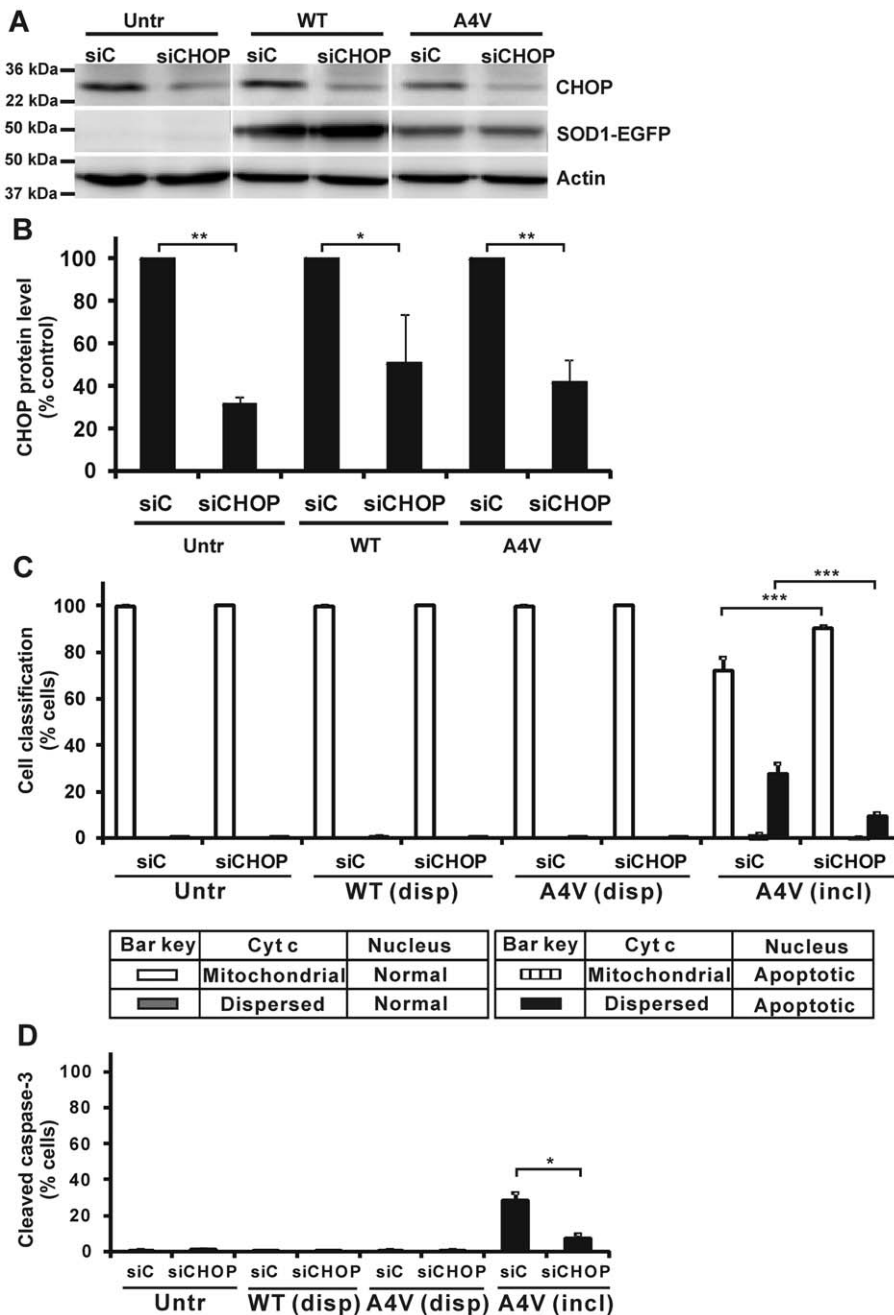 A
Untr WT A4V
siC siCHOP siC siCHOP siC siCHOP
36 kDa
22 kDa
CHOP
50 kDa
SOD1-EGFP
50 kDa
37 kDa
Actin
B
** * **
CHOP protein level
(% control)
100
80
60
40
20
0
siC siCHOP siC siCHOP siC siCHOP
Untr WT A4V
C
***
***
Cell classification
(% cells)
100
80
60
40
20
0
siC siCHOP siC siCHOP siC siCHOP siC siCHOP
Untr WT (disp) A4V (disp) A4V (incl)
Bar key Cyt c Nucleus Bar key Cyt c Nucleus
Mitochondrial Normal Mitochondrial Apoptotic
Dispersed Normal Dispersed Apoptotic
D
Cleaved caspase-3
(% cells)
100
80
60
40
20
0
*
siC siCHOP siC siCHOP siC siCHOP siC siCHOP
Untr WT (disp) A4V (disp) A4V (incl)